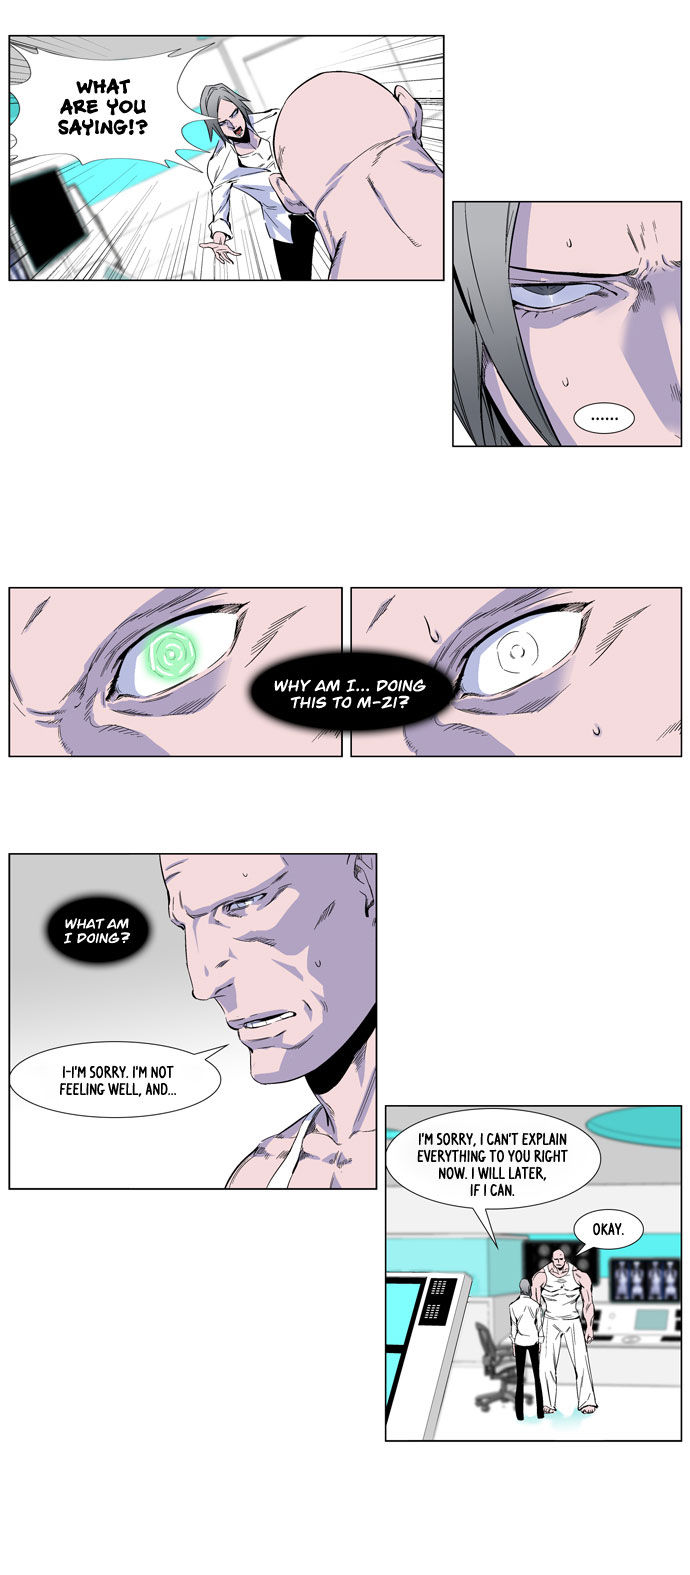 WHAT
ARE YOU
SAYING!?
......
WHY AM I... DOING
THIS TO M-21?
WHAT AM
I DOING?
I-I'M SORRY. I'M NOT
FEELING WELL, AND...
I'M SORRY, I CAN'T EXPLAIN
EVERYTHING TO YOU RIGHT
NOW. I WILL LATER,
IF I CAN.
OKAY.